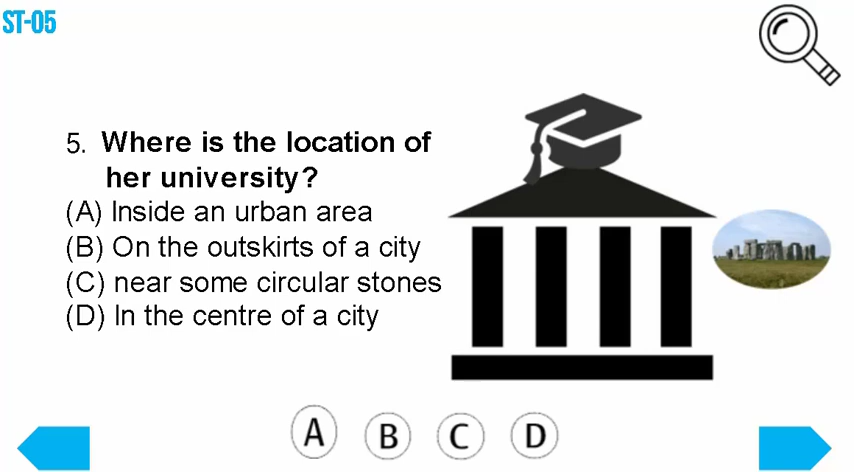 ST-05
5. Where is the location of
her university?
(A) Inside an urban area
(B) On the outskirts of a city
(C) near some circular stones
(D) In the centre of a city
A B C D